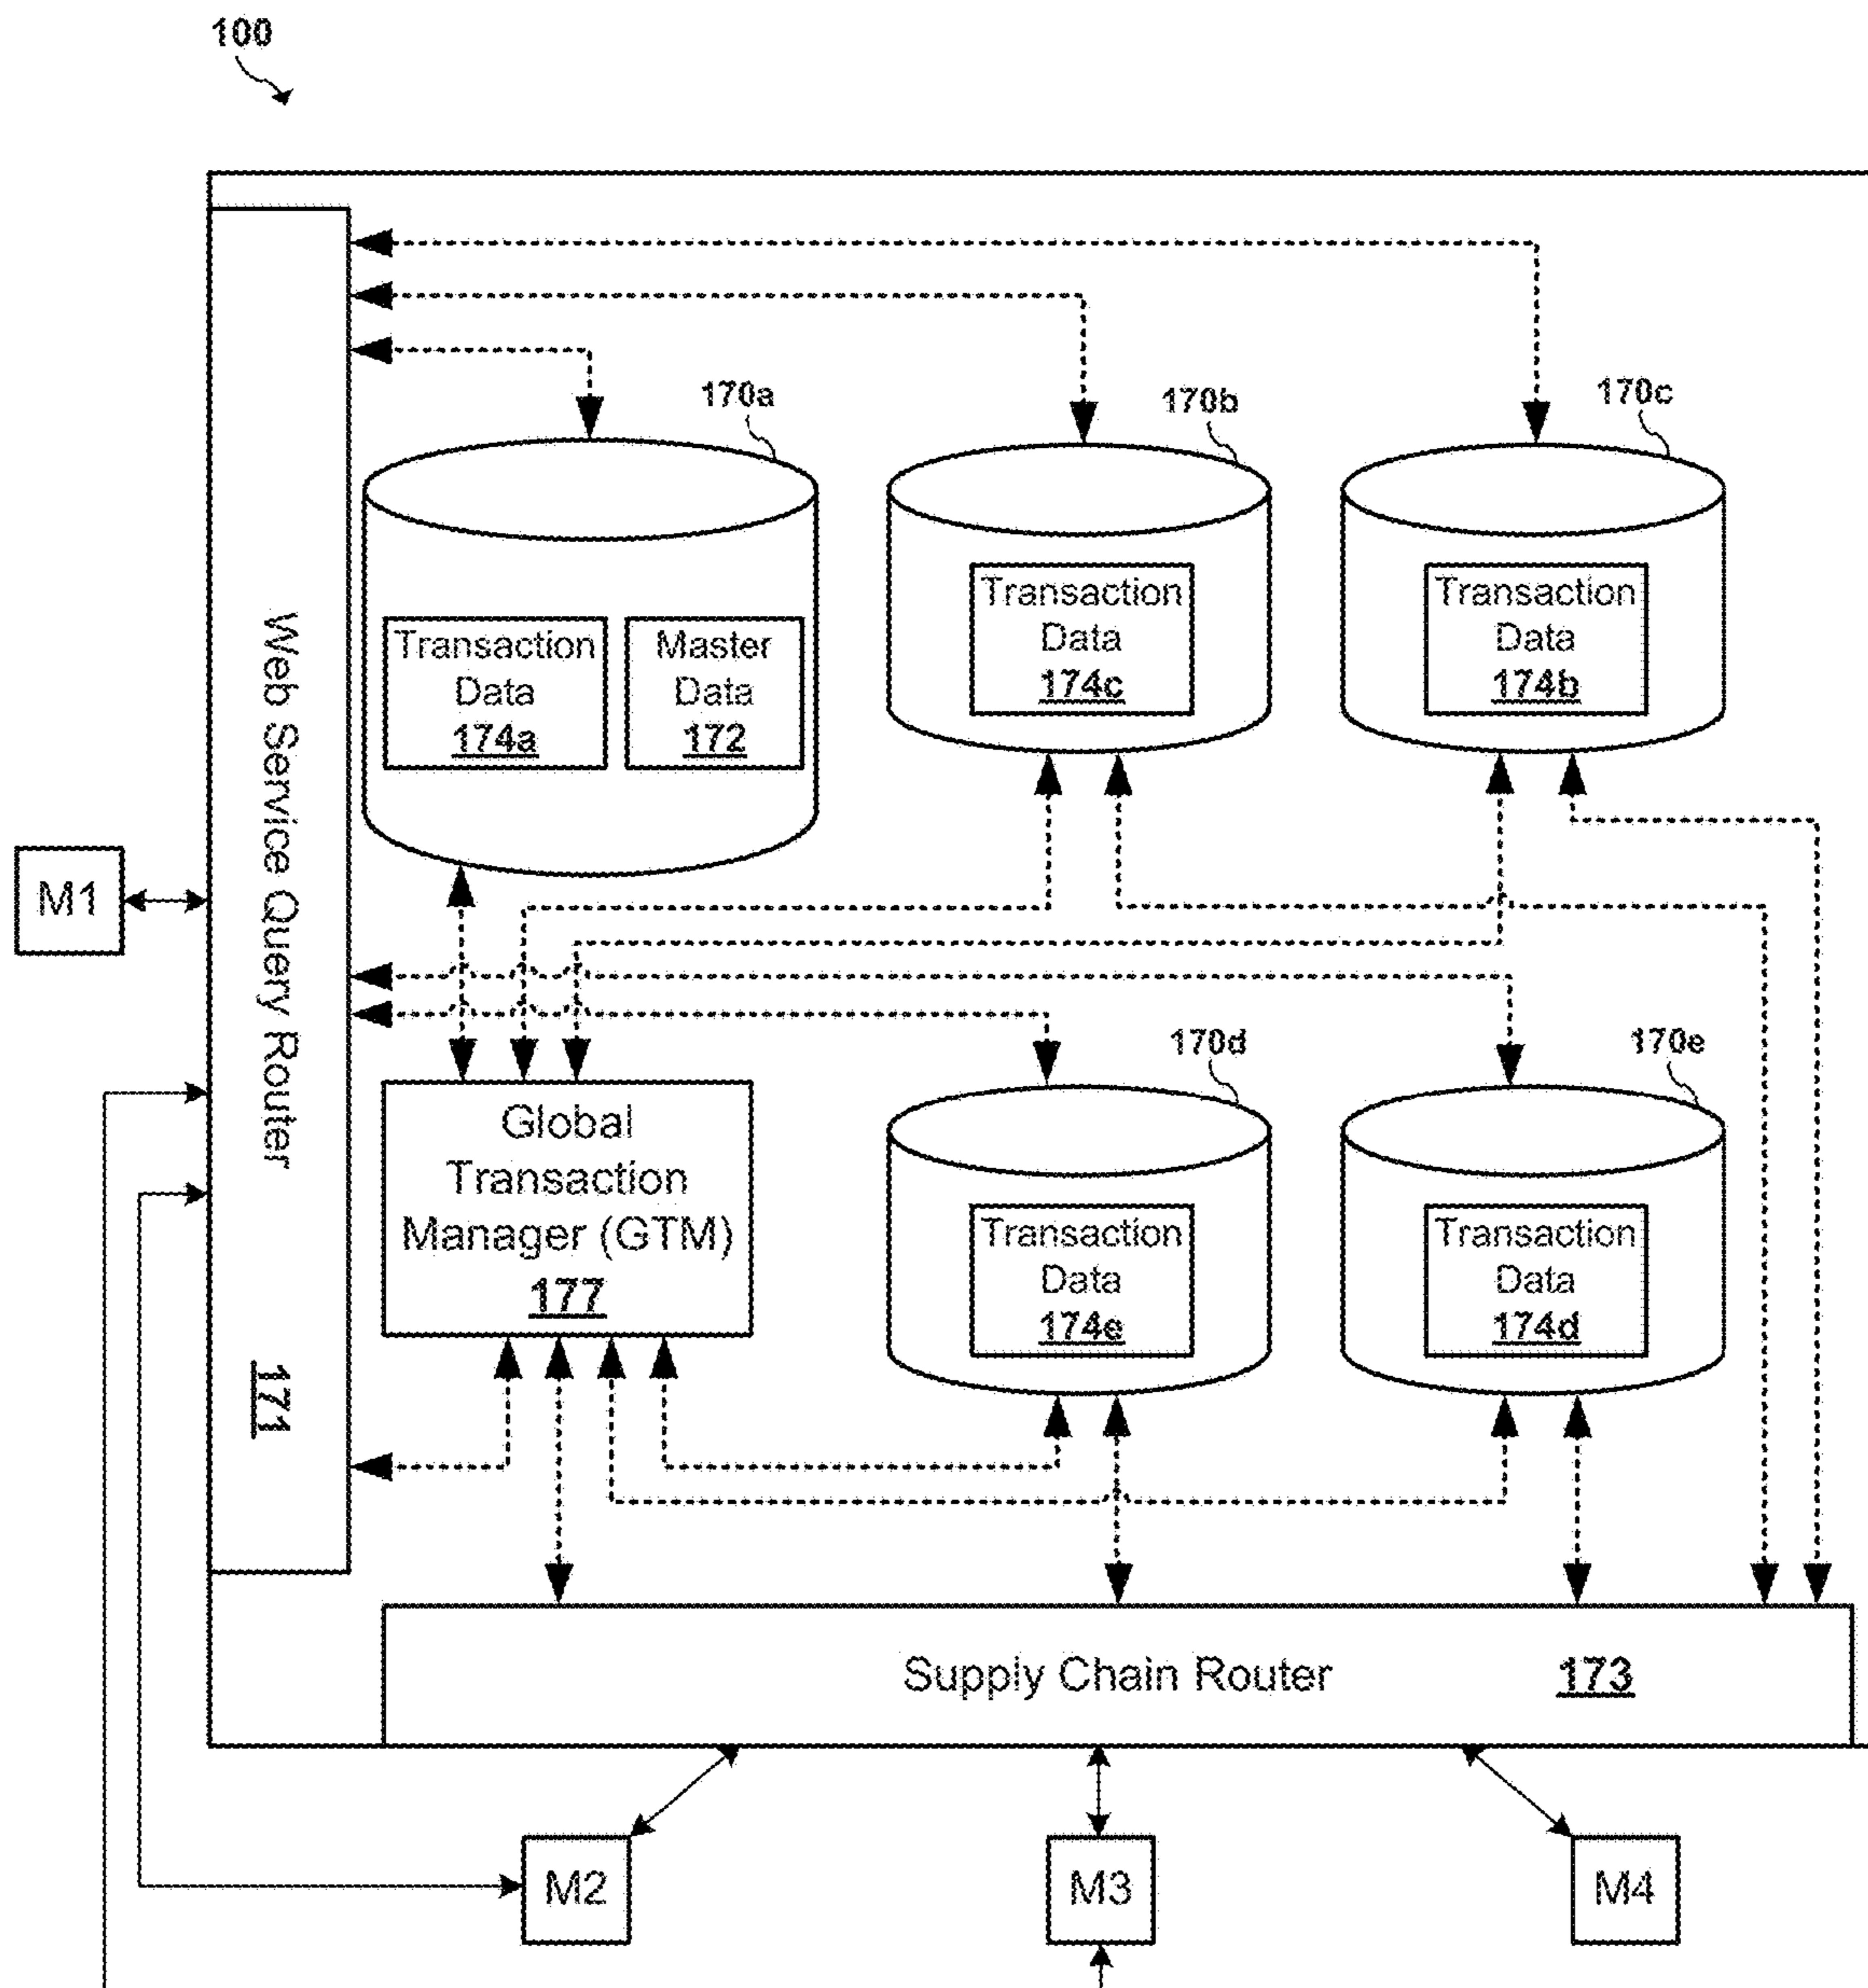 100
170a
170b
170c
Transaction
Data
174a
Master
Data
172
Transaction
Data
174c
Transaction
Data
174b
Web Service Query Router
171
M1
170d
170e
Global
Transaction
Manager (GTM)
177
Transaction
Data
174e
Transaction
Data
174d
Supply Chain Router 173
M2
M3
M4